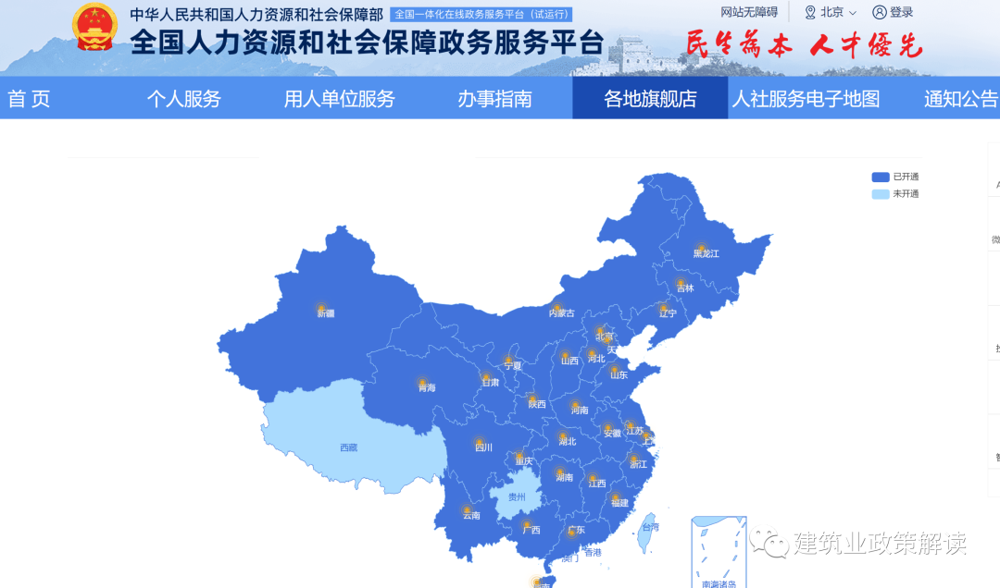 中华人民共和国人力资源和社会保障部 全国一体化在线政务服务平台（试运行） 网站无障碍 北京 登录
全国人力资源和社会保障政务服务平台 民生為本 人才優先
首页 个人服务 用人单位服务 办事指南 各地旗舰店 人社服务电子地图 通知公告
已开通
未开通
微
黑龙江
吉林
新疆 内蒙古 辽宁
北京
天
山西 河北
宁夏
山东
甘肃
青海
陕西 河南
安徽 江苏
上
四川 湖北
重庆 浙江
湖南 江西
贵州 福建
西藏
云南
广西 广东 台湾
香港
澳门
海南
南海诸岛
建筑业政策解读